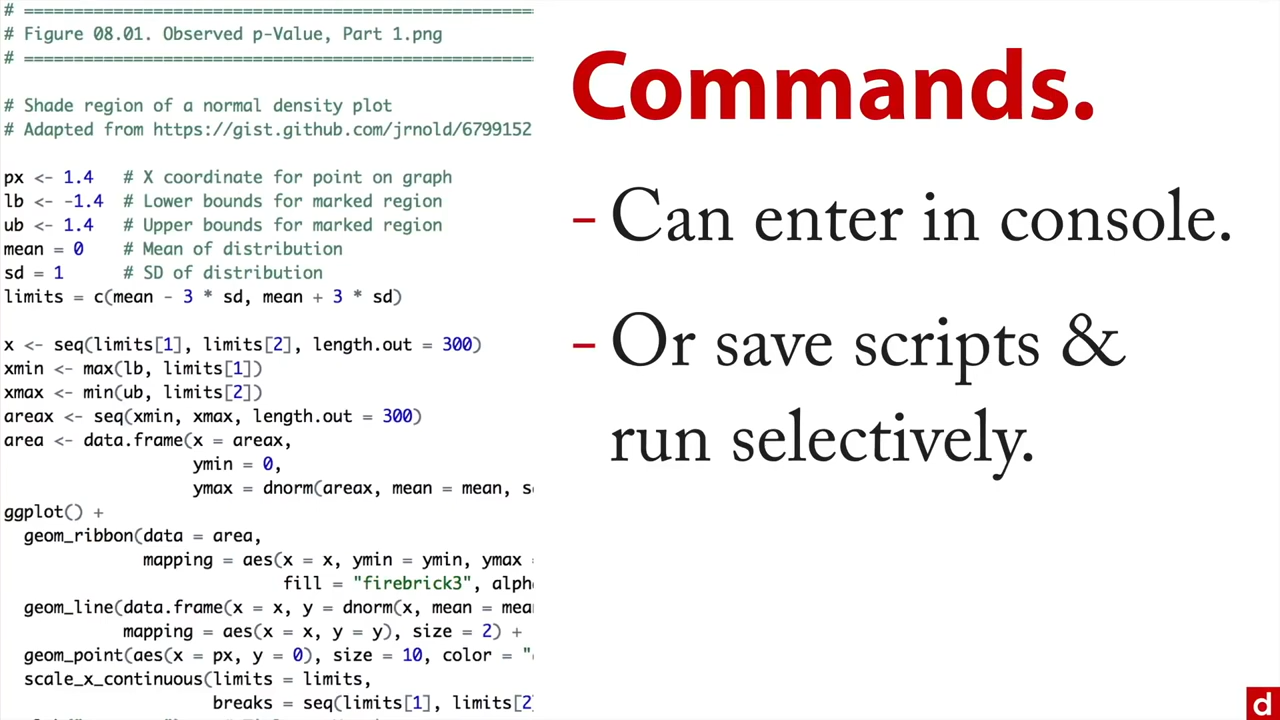 # ===================================================
# Figure 08.01. Observed p-Value, Part 1.png
# ===================================================
# Shade region of a normal density plot
# Adapted from https://gist.github.com/jrnold/6799152
px <- 1.4   # X coordinate for point on graph
lb <- -1.4  # Lower bounds for marked region
ub <- 1.4   # Upper bounds for marked region
mean = 0    # Mean of distribution
sd = 1      # SD of distribution
limits = c(mean - 3 * sd, mean + 3 * sd)
x <- seq(limits[1], limits[2], length.out = 300)
xmin <- max(lb, limits[1])
xmax <- min(ub, limits[2])
areax <- seq(xmin, xmax, length.out = 300)
area <- data.frame(x = areax,
ymin = 0,
ymax = dnorm(areax, mean = mean, s
ggplot() +
geom_ribbon(data = area,
mapping = aes(x = x, ymin = ymin, ymax =
fill = "firebrick3", alph
geom_line(data.frame(x = x, y = dnorm(x, mean = mea
mapping = aes(x = x, y = y), size = 2) +
geom_point(aes(x = px, y = 0), size = 10, color = "
scale_x_continuous(limits = limits,
breaks = seq(limits[1], limits[2
Commands.
– Can enter in console.
– Or save scripts &
run selectively.
d